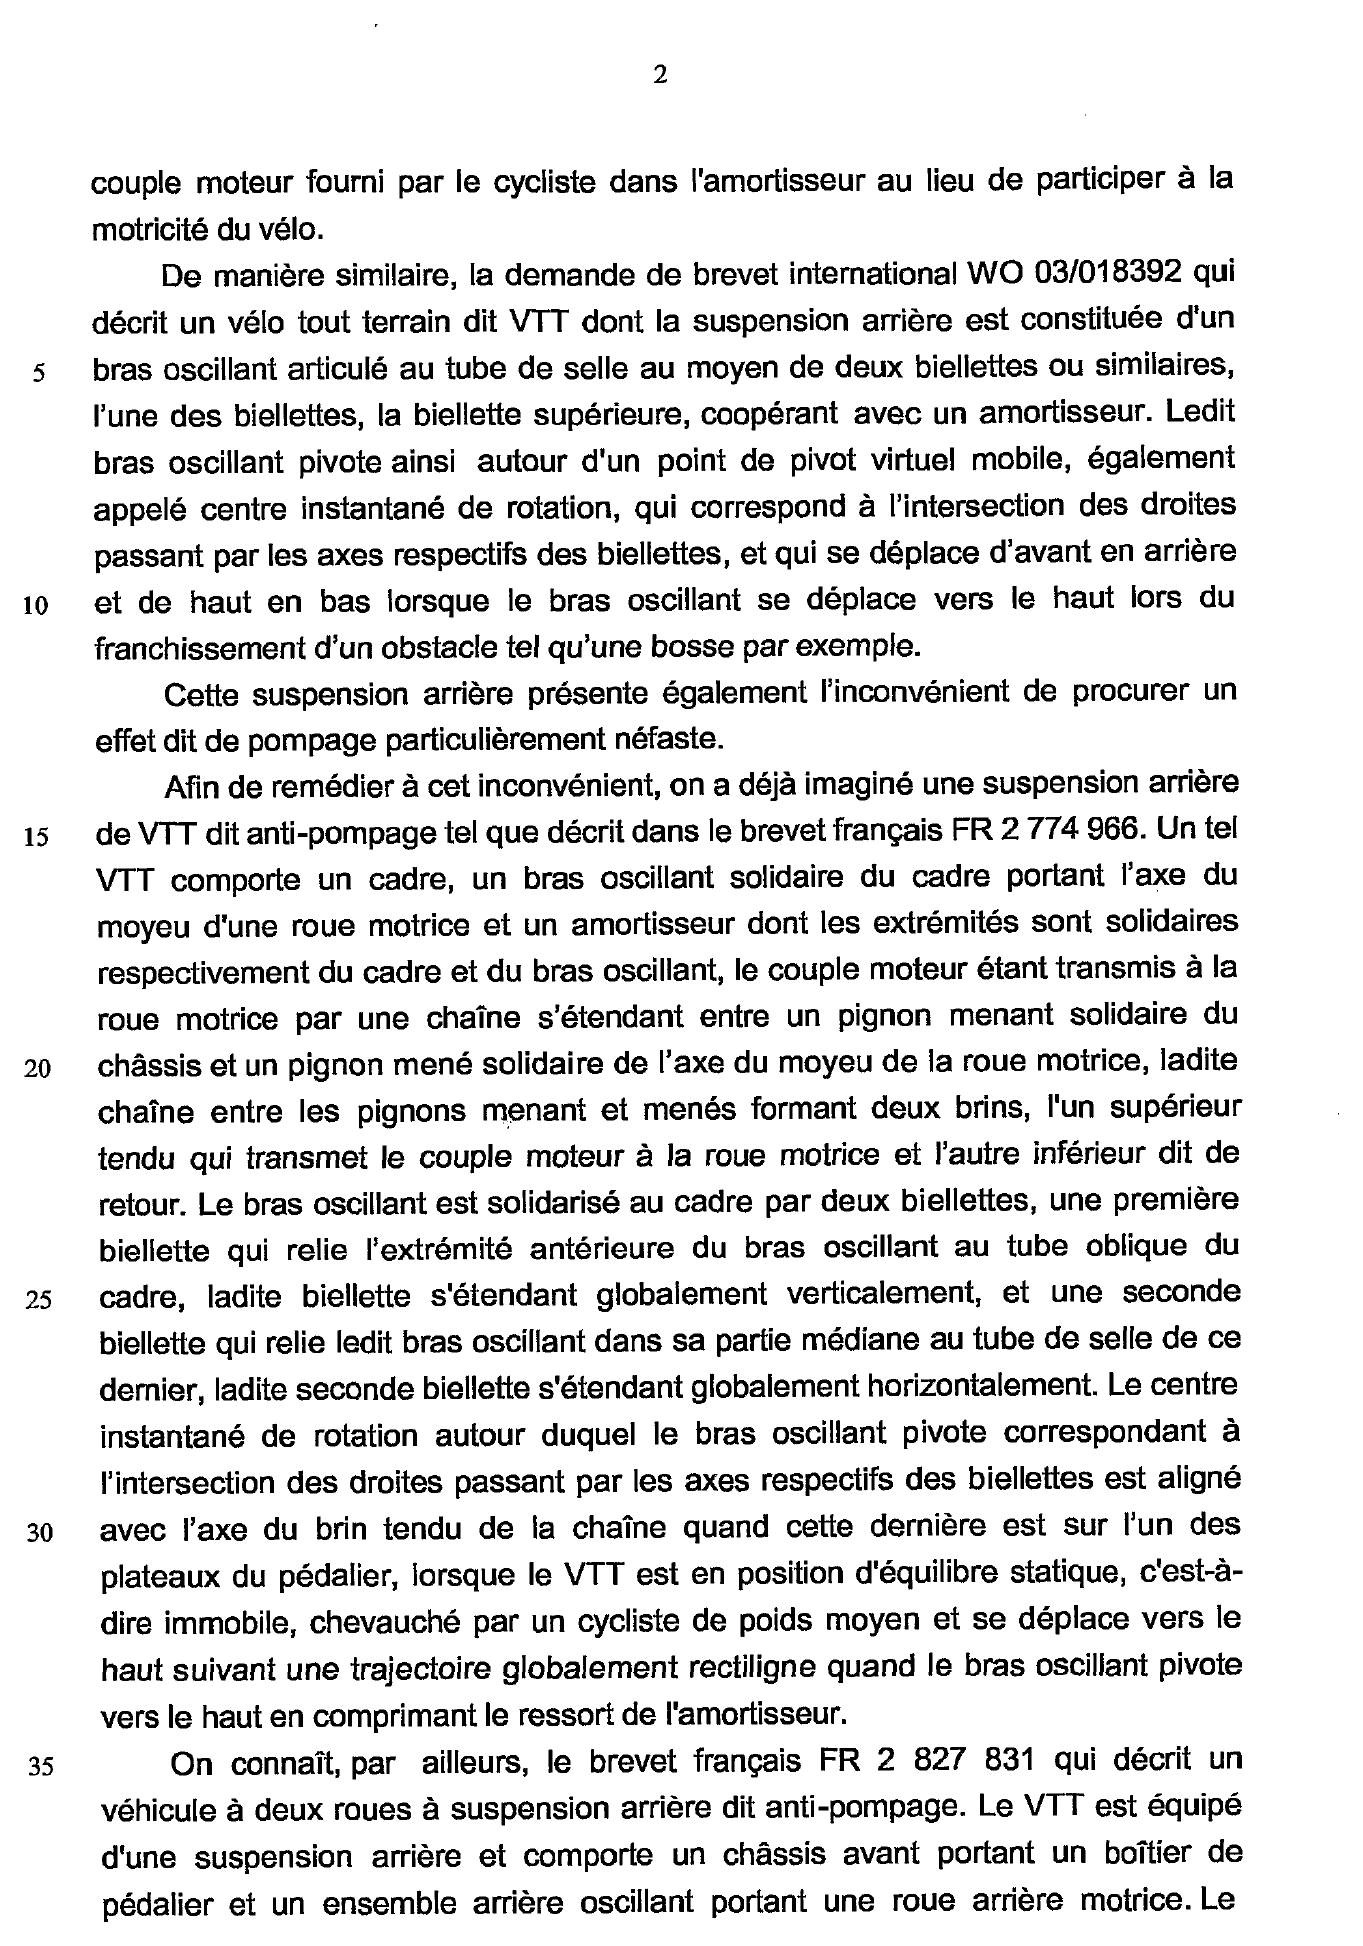 2
couple moteur fourni par le cycliste dans l'amortisseur au lieu de participer à la
motricité du vélo.
De manière similaire, la demande de brevet international WO 03/018392 qui
décrit un vélo tout terrain dit VTT dont la suspension arrière est constituée d'un
5 bras oscillant articulé au tube de selle au moyen de deux biellettes ou similaires,
l'une des biellettes, la biellette supérieure, coopérant avec un amortisseur. Ledit
bras oscillant pivote ainsi autour d'un point de pivot virtuel mobile, également
appelé centre instantané de rotation, qui correspond à l'intersection des droites
passant par les axes respectifs des biellettes, et qui se déplace d'avant en arrière
10 et de haut en bas lorsque le bras oscillant se déplace vers le haut lors du
franchissement d'un obstacle tel qu'une bosse par exemple.
Cette suspension arrière présente également l'inconvénient de procurer un
effet dit de pompage particulièrement néfaste.
Afin de remédier à cet inconvénient, on a déjà imaginé une suspension arrière
15 de VTT dit anti-pompage tel que décrit dans le brevet français FR 2 774 966. Un tel
VTT comporte un cadre, un bras oscillant solidaire du cadre portant l'axe du
moyeu d'une roue motrice et un amortisseur dont les extrémités sont solidaires
respectivement du cadre et du bras oscillant, le couple moteur étant transmis à la
roue motrice par une chaîne s'étendant entre un pignon menant solidaire du
20 châssis et un pignon mené solidaire de l'axe du moyeu de la roue motrice, ladite
chaîne entre les pignons menant et menés formant deux brins, l'un supérieur
tendu qui transmet le couple moteur à la roue motrice et l'autre inférieur dit de
retour. Le bras oscillant est solidarisé au cadre par deux biellettes, une première
biellette qui relie l'extrémité antérieure du bras oscillant au tube oblique du
25 cadre, ladite biellette s'étendant globalement verticalement, et une seconde
biellette qui relie ledit bras oscillant dans sa partie médiane au tube de selle de ce
dernier, ladite seconde biellette s'étendant globalement horizontalement. Le centre
instantané de rotation autour duquel le bras oscillant pivote correspondant à
l'intersection des droites passant par les axes respectifs des biellettes est aligné
30 avec l'axe du brin tendu de la chaîne quand cette dernière est sur l'un des
plateaux du pédalier, lorsque le VTT est en position d'équilibre statique, c'est-à-
dire immobile, chevauché par un cycliste de poids moyen et se déplace vers le
haut suivant une trajectoire globalement rectiligne quand le bras oscillant pivote
vers le haut en comprimant le ressort de l'amortisseur.
35 On connaît, par ailleurs, le brevet français FR 2 827 831 qui décrit un
véhicule à deux roues à suspension arrière dit anti-pompage. Le VTT est équipé
d'une suspension arrière et comporte un châssis avant portant un boîtier de
pédalier et un ensemble arrière oscillant portant une roue arrière motrice. Le